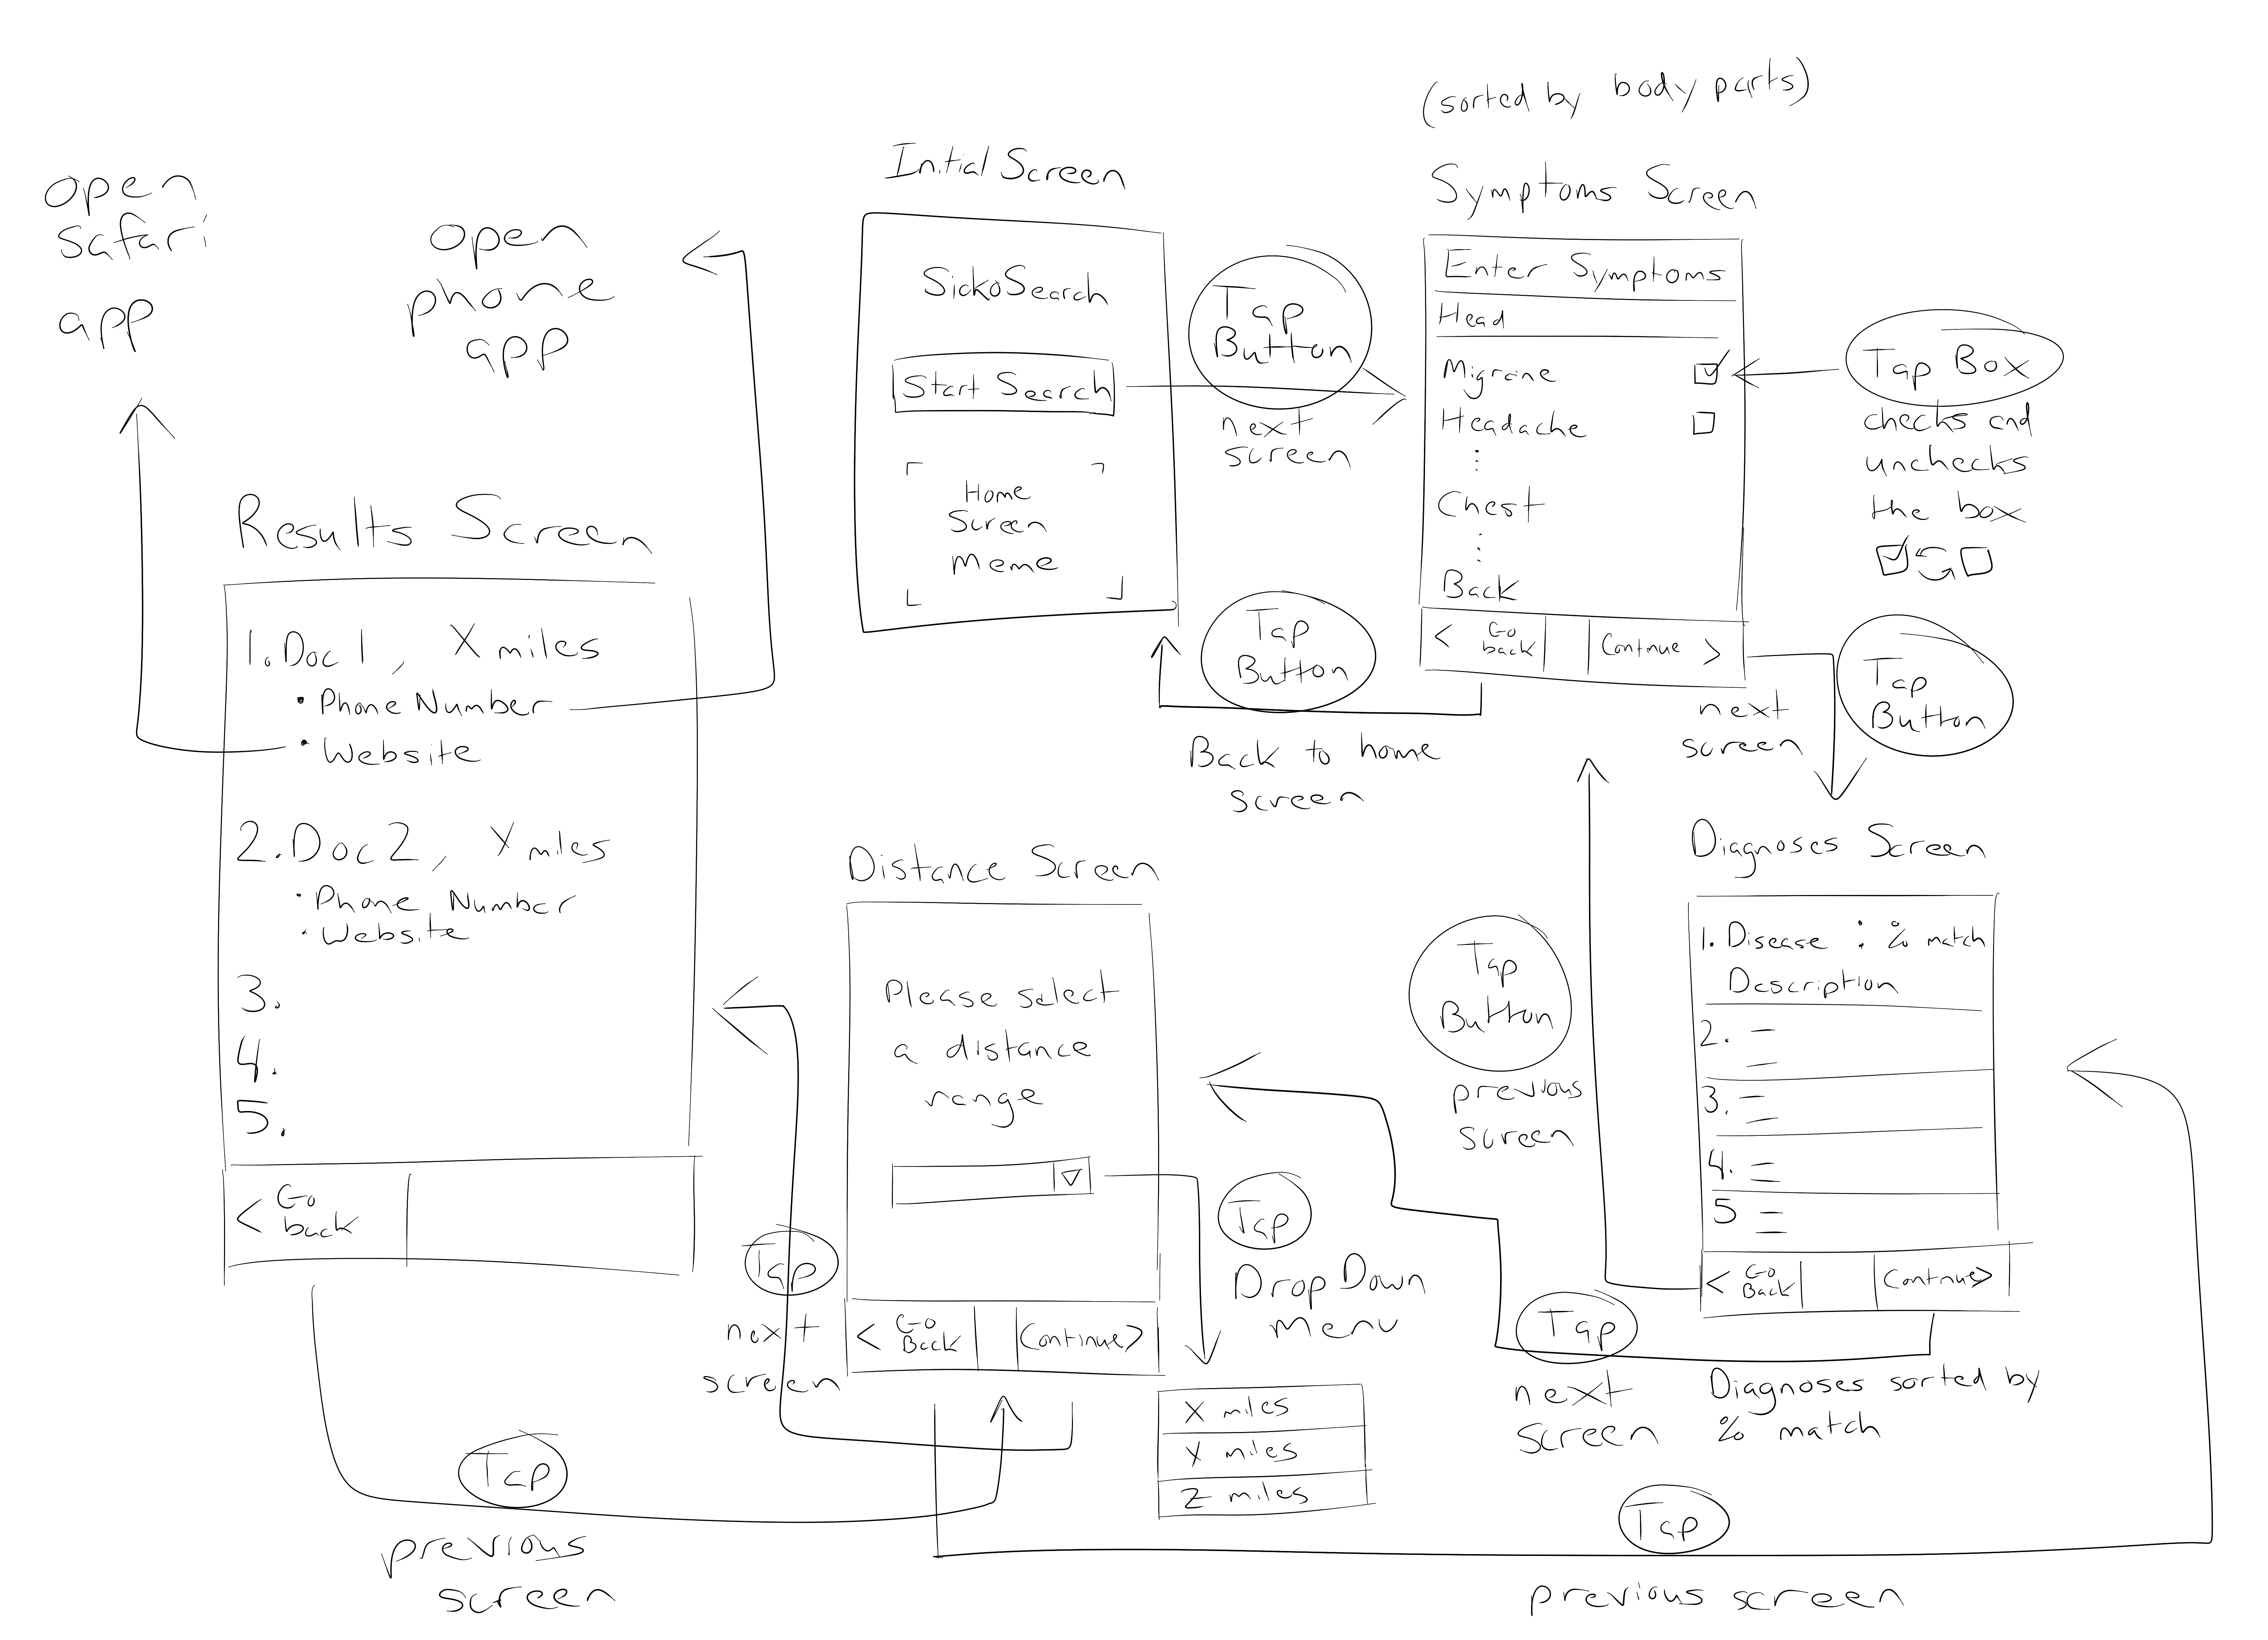 (sorted by body parts)
Initial Screen
Symptoms Screen
open
safari
app
open
phone
app
SickoSearch
Start Search
Home
Screen
Meme
Tap
Button
next
screen
Enter Symptoms
Head
Migrane
Headache
Chest
Back
< Go
back
Continue >
Tap Box
checks and
unchecks
the box
Tap
Button
Back to home
screen
Tap
Button
next
screen
Results Screen
1. Doc 1, X miles
• Phone Number
• Website
2. Doc 2, X miles
• Phone Number
• Website
3.
4.
5.
< Go
back
Distance Screen
Please select
a distance
range
< Go
Back
Continue >
Tap
next
screen
Tap
Drop Down
menu
X miles
Y miles
Z miles
Tap
Button
previous
screen
Diagnoses Screen
1. Disease : % match
Description
2.
3.
4.
5
< Go
Back
Continue >
Tap
next
screen
Diagnoses sorted by
% match
Tap
previous
screen
Tap
previous screen